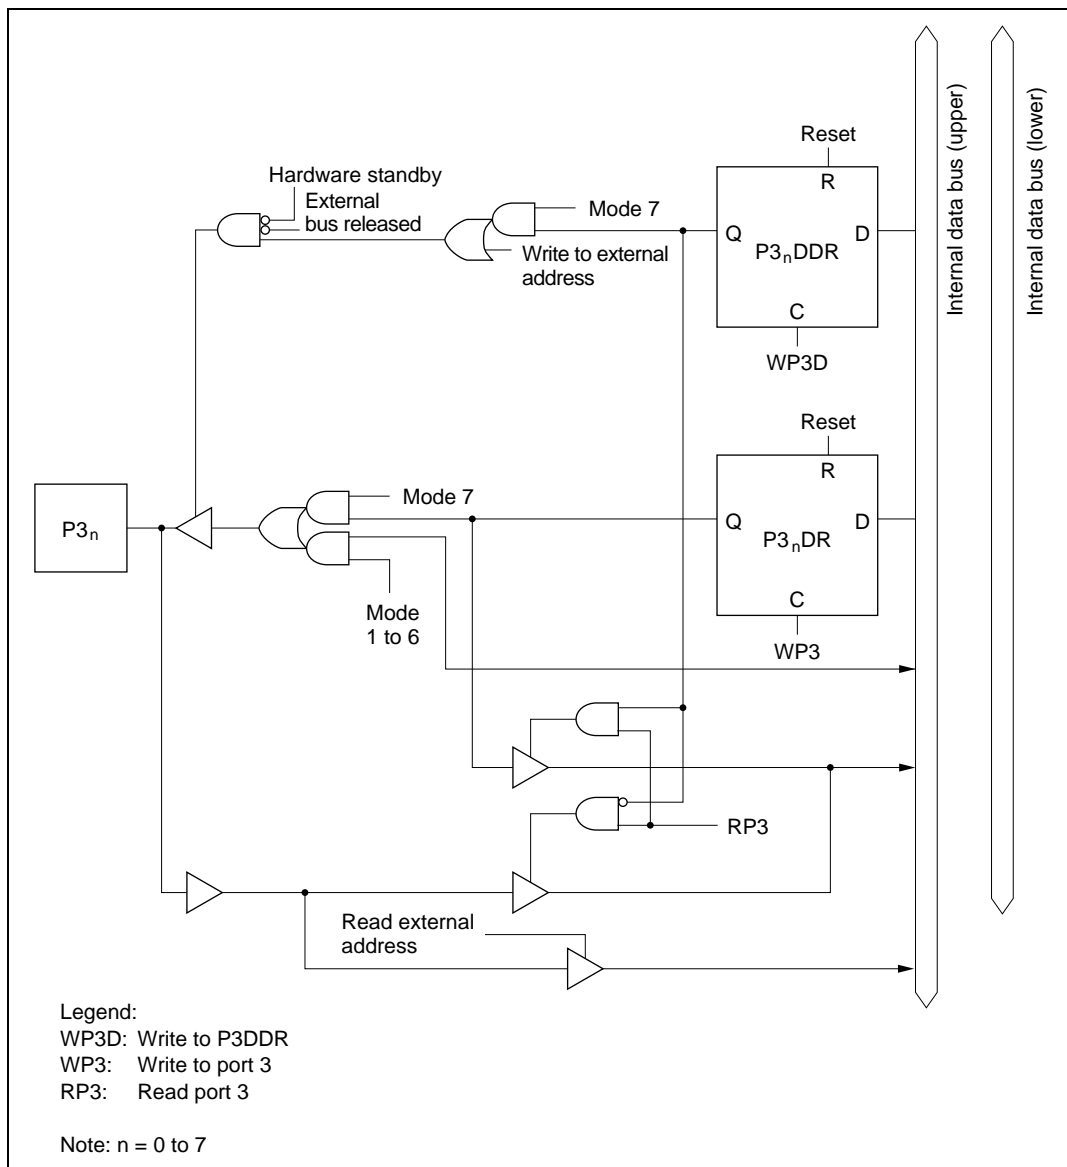 Reset
R
Hardware standby
External
bus released
Mode 7
Q
P3nDDR
D
Write to external
address
C
WP3D
Internal data bus (upper)
Internal data bus (lower)
Reset
R
Mode 7
Q
P3nDR
D
P3n
C
Mode
1 to 6
WP3
RP3
Read external
address
Legend:
WP3D: Write to P3DDR
WP3: Write to port 3
RP3: Read port 3
Note: n = 0 to 7